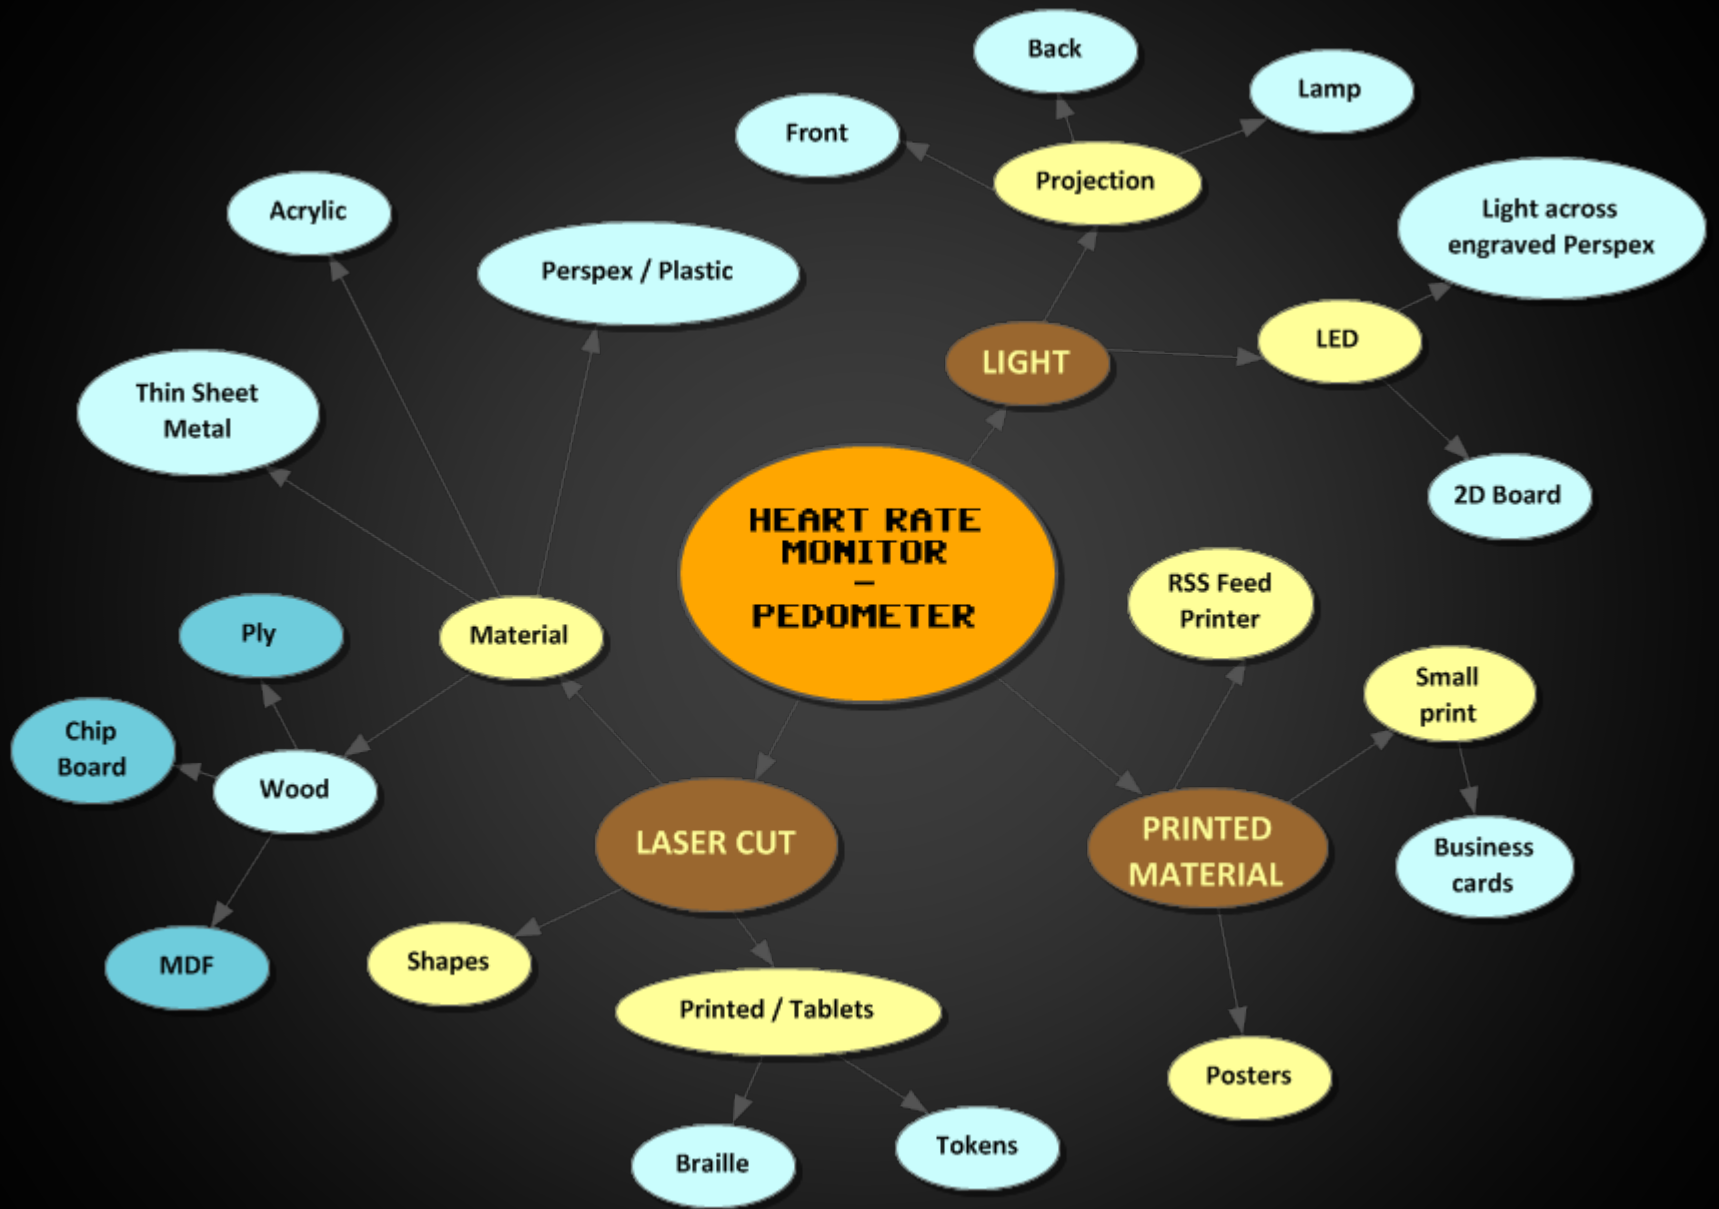 Back
Lamp
Front
Projection
Light across
engraved Perspex
Acrylic
Perspex / Plastic
LED
LIGHT
Thin Sheet
Metal
2D Board
HEART RATE
MONITOR
–
PEDOMETER
RSS Feed
Printer
Ply
Material
Small
print
Chip
Board
Wood
LASER CUT
PRINTED
MATERIAL
Business
cards
MDF
Shapes
Printed / Tablets
Posters
Braille
Tokens